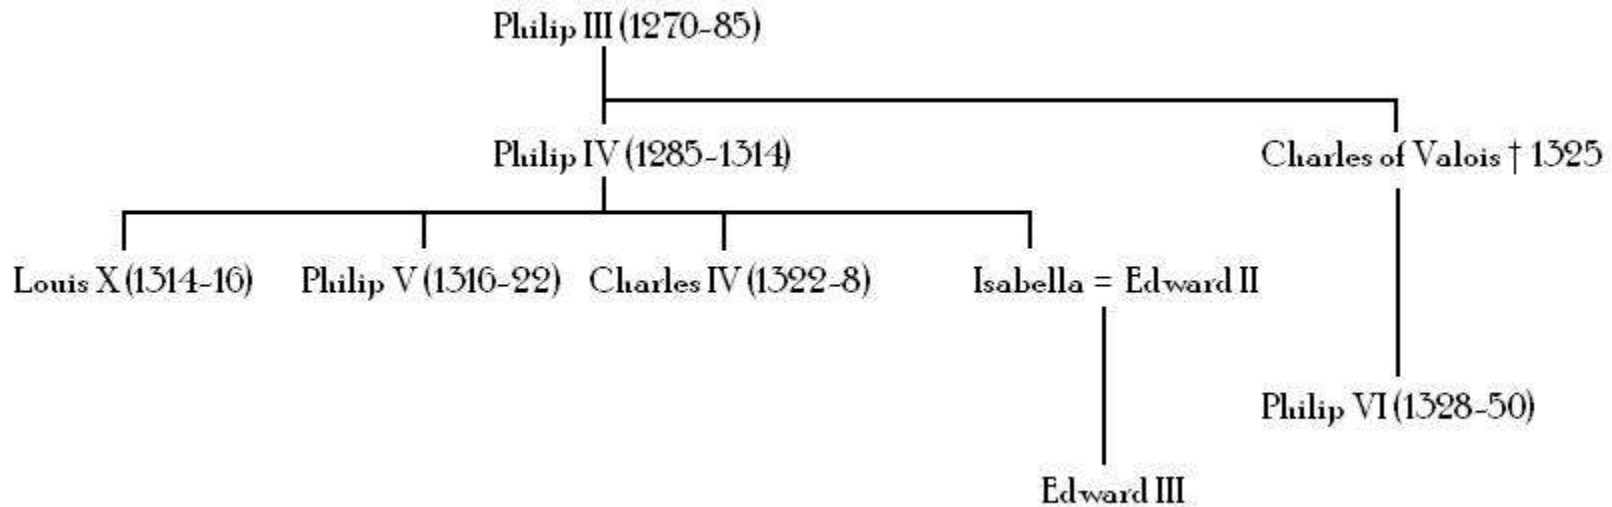 Philip III (1270-85)
Philip IV (1285-1314)
Charles of Valois † 1325
Louis X (1314-16)
Philip V (1316-22)
Charles IV (1322-8)
Isabella = Edward II
Philip VI (1328-50)
Edward III